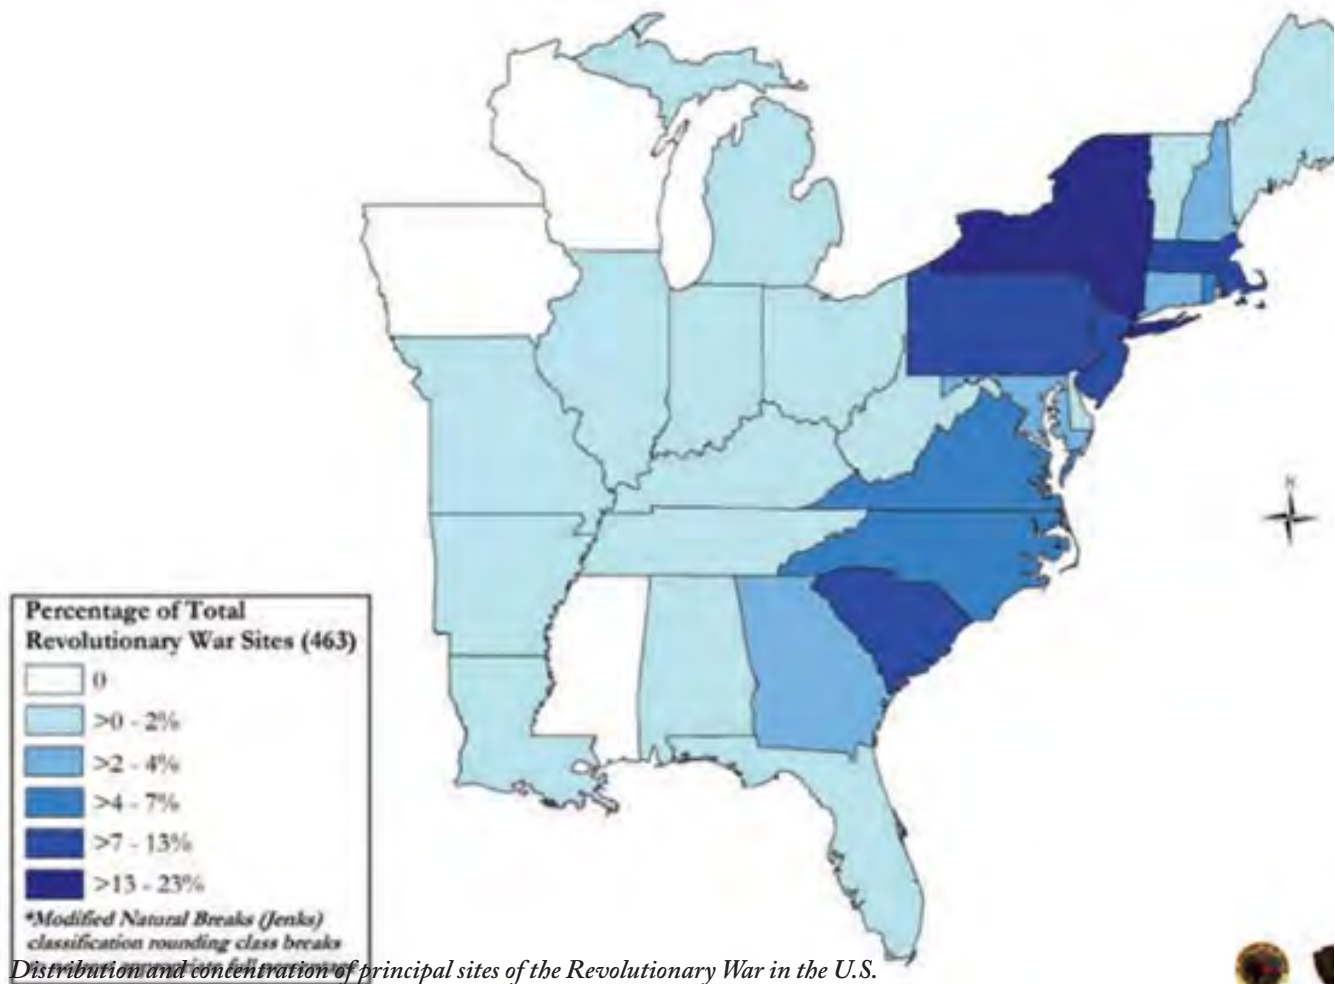 N
Percentage of Total
Revolutionary War Sites (463)
0
>0 - 2%
>2 - 4%
>4 - 7%
>7 - 13%
>13 - 23%
*Modified Natural Breaks (Jenks)
classification rounding class breaks
Distribution and concentration of principal sites of the Revolutionary War in the U.S.